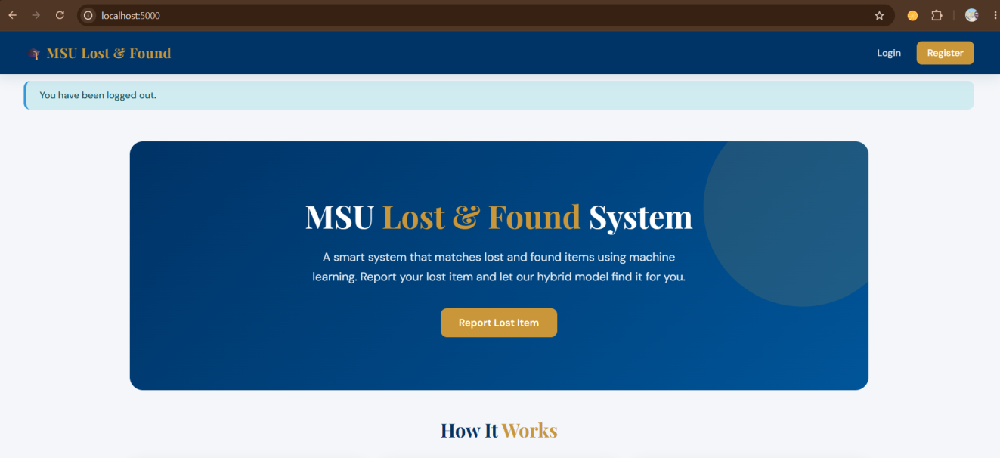 localhost:5000
MSU Lost & Found
Login
Register
You have been logged out.
MSU Lost & Found System
A smart system that matches lost and found items using machine
learning. Report your lost item and let our hybrid model find it for you.
Report Lost Item
How It Works